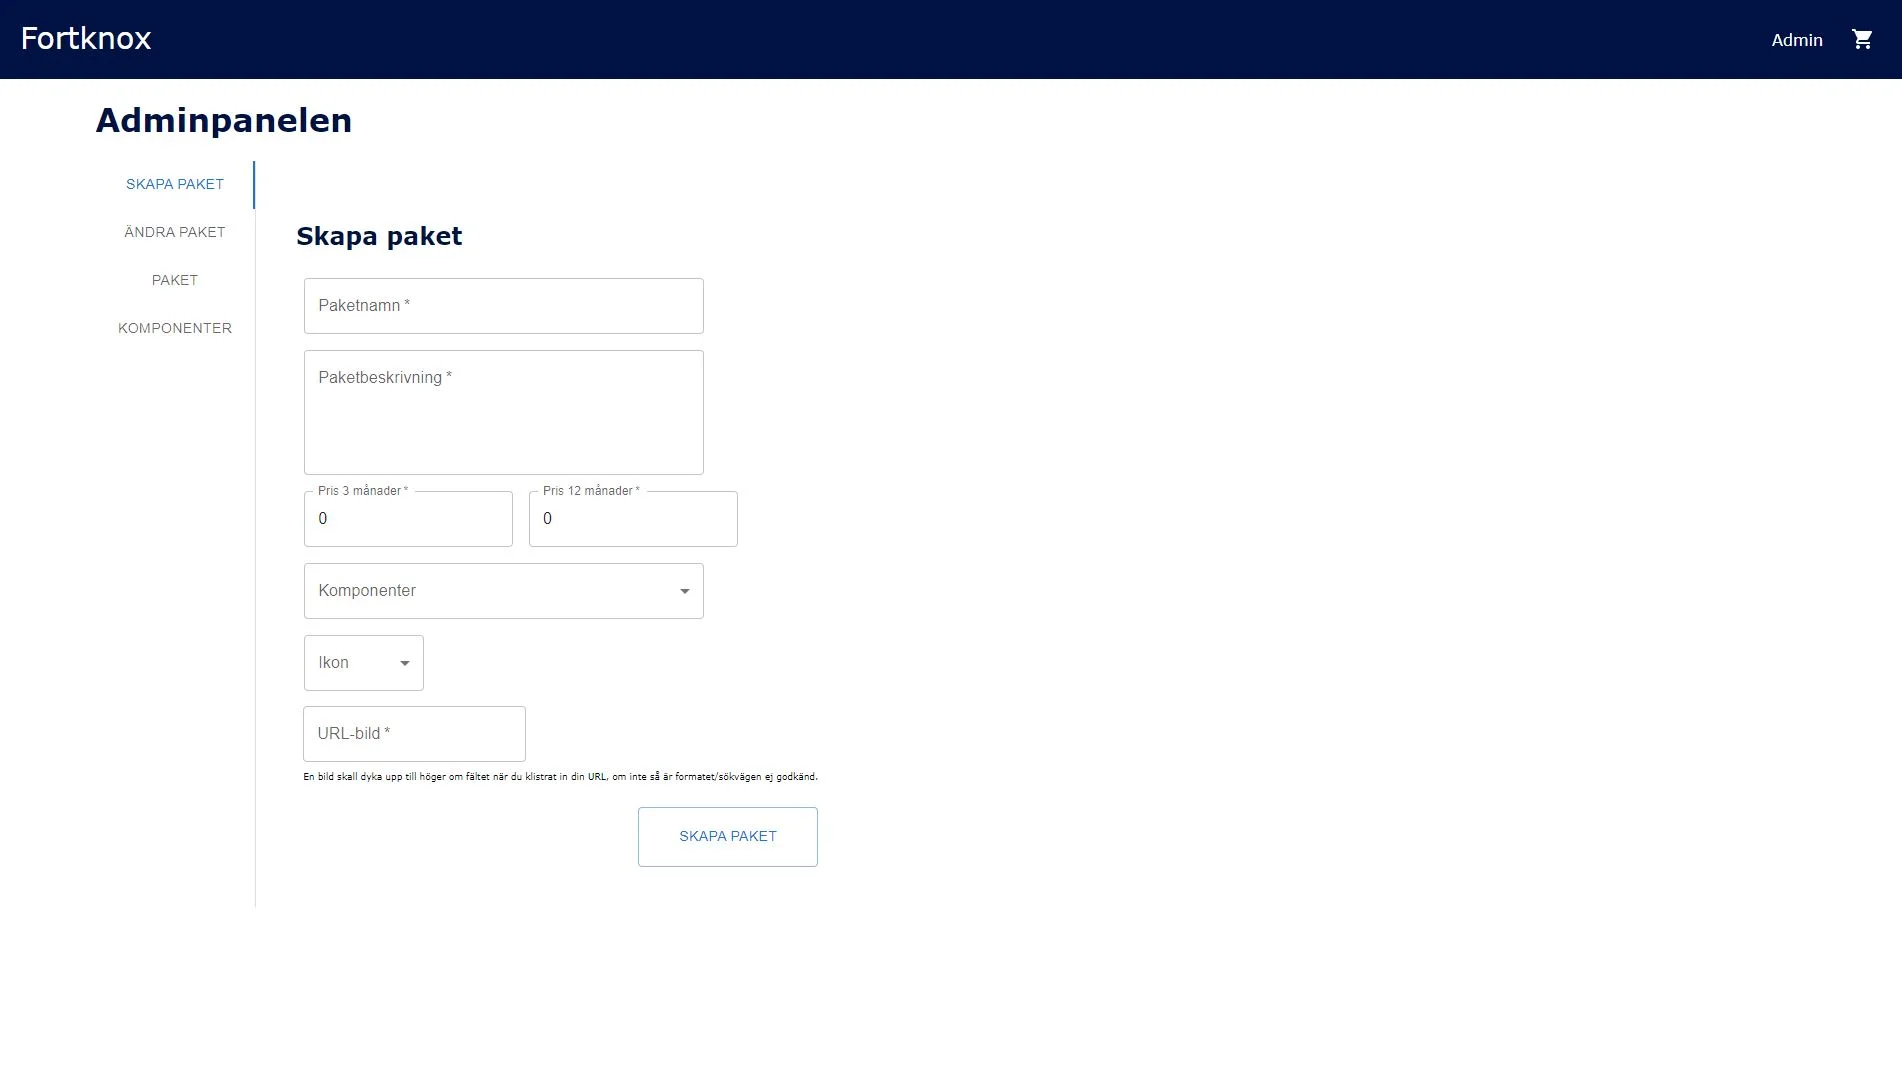 Fortknox
Admin
Adminpanelen
SKAPA PAKET
ÄNDRA PAKET
PAKET
KOMPONENTER
Skapa paket
Paketnamn *
Paketbeskrivning *
Pris 3 månader *
0
Pris 12 månader *
0
Komponenter
Ikon
URL-bild *
En bild skall dyka upp till höger om fältet när du klistrat in din URL, om inte så är formatet/sökvägen ej godkänd.
SKAPA PAKET